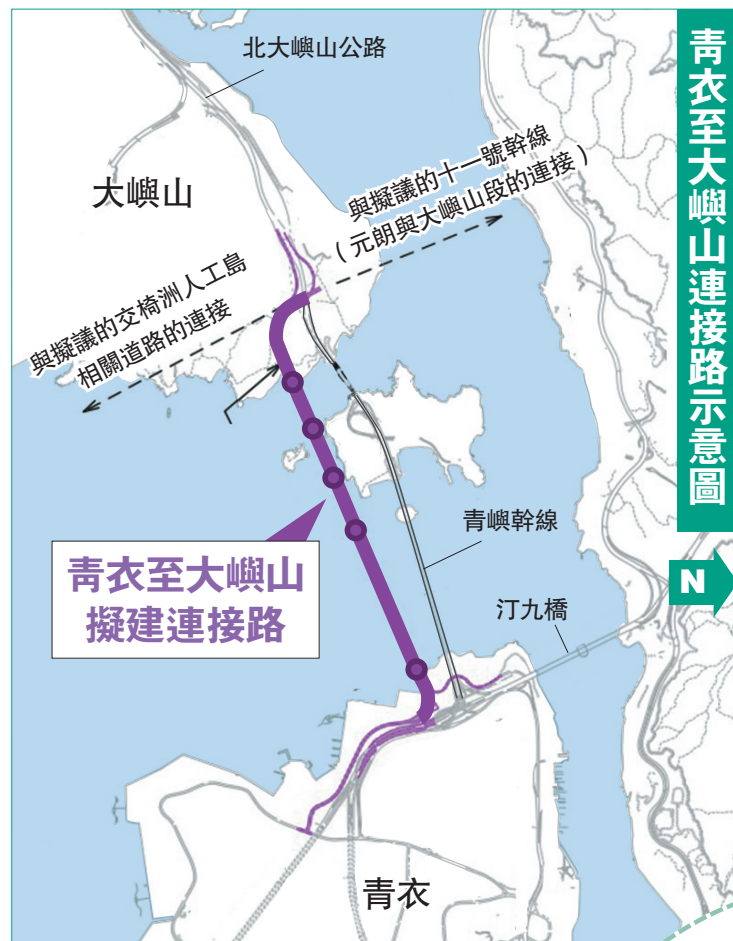 青衣至大嶼山連接路示意圖
北大嶼山公路
大嶼山
與擬議的十一號幹線
(元朗與大嶼山段的連接)
與擬議的交椅洲人工島
相關道路的連接
青嶼幹線
N
青衣至大嶼山
擬建連接路
汀九橋
青衣